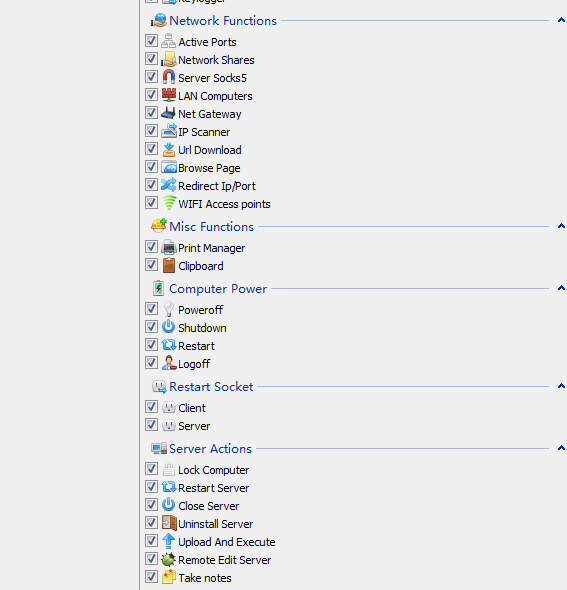 Keylogger
Network Functions
Active Ports
Network Shares
Server Socks5
LAN Computers
Net Gateway
IP Scanner
Url Download
Browse Page
Redirect Ip/Port
WIFI Access points
Misc Functions
Print Manager
Clipboard
Computer Power
Poweroff
Shutdown
Restart
Logoff
Restart Socket
Client
Server
Server Actions
Lock Computer
Restart Server
Close Server
Uninstall Server
Upload And Execute
Remote Edit Server
Take notes